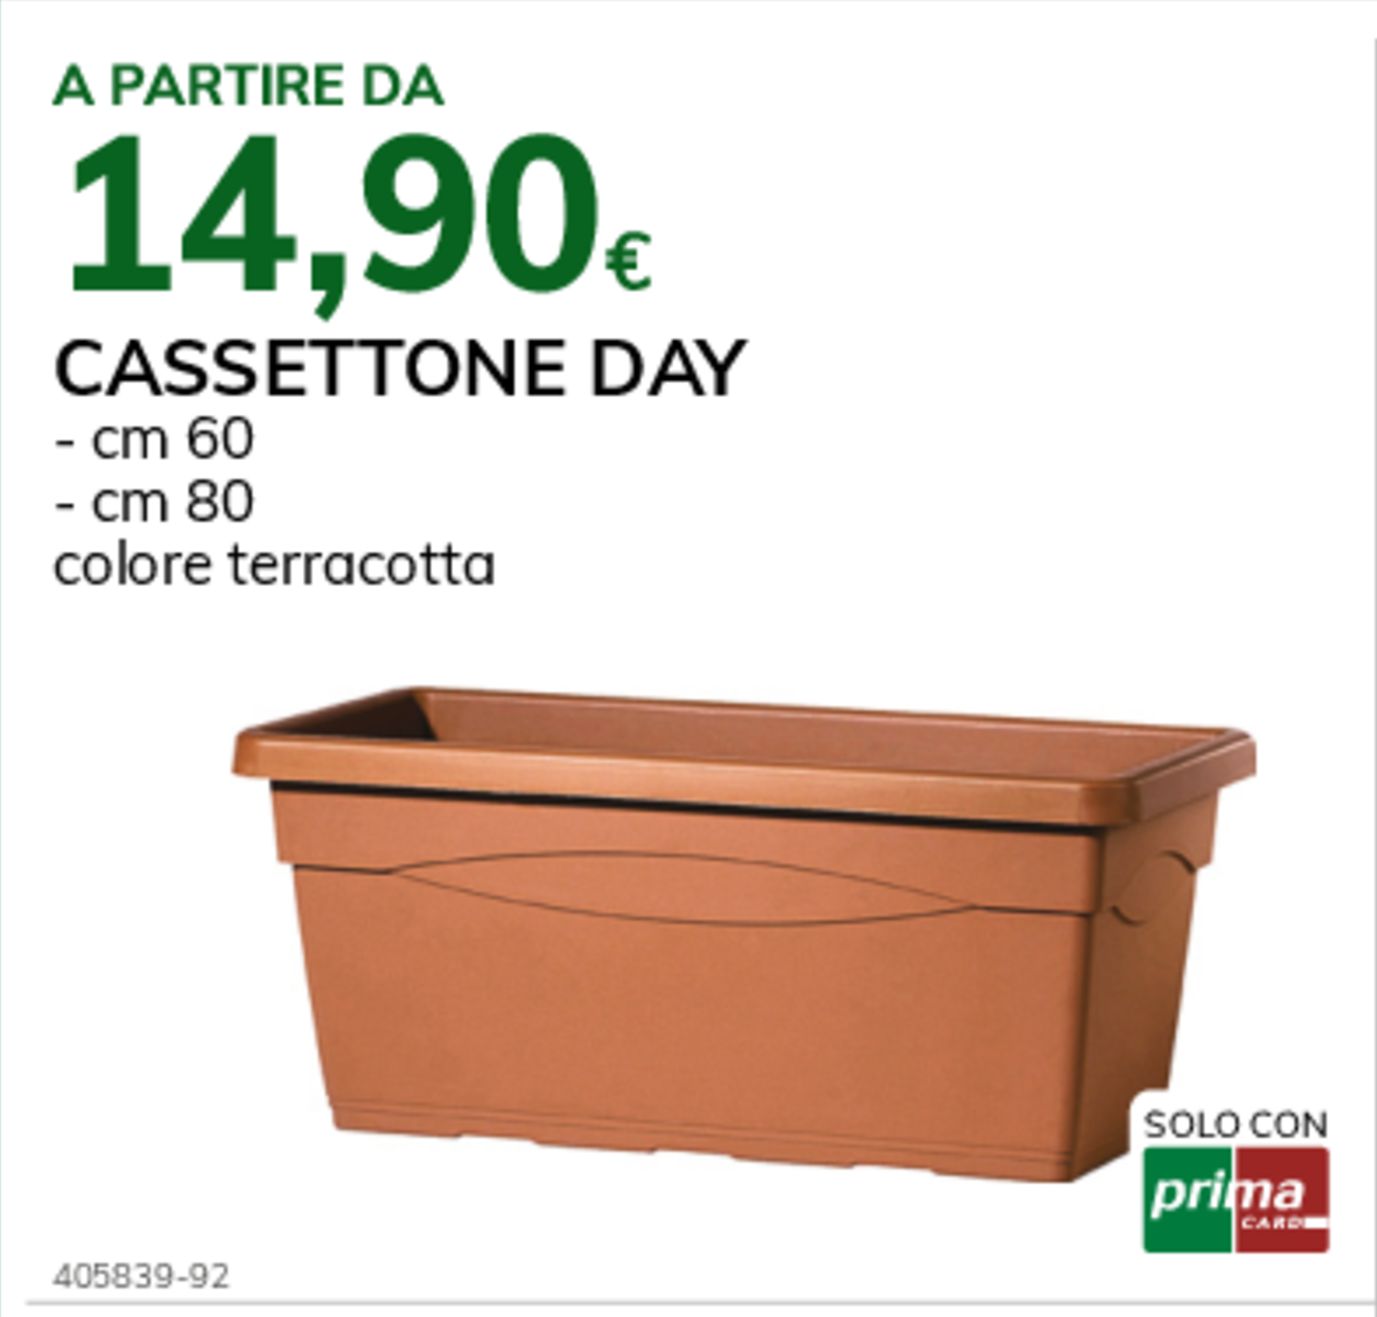 A PARTIRE DA
14,90€
CASSETTONE DAY
- cm 60
- cm 80
colore terracotta
SOLO CON
prima
CARD
405839-92